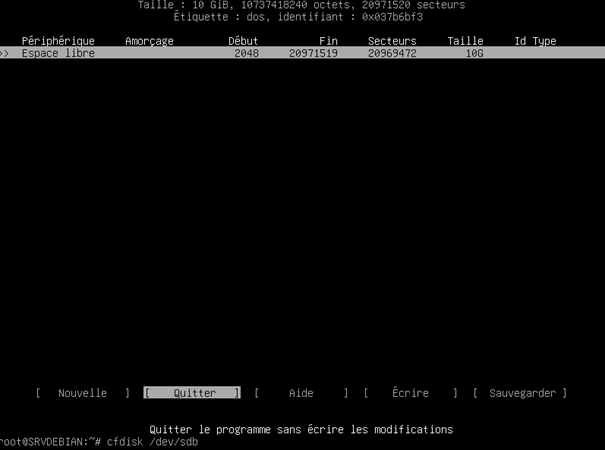 Taille : 10 GiB, 10737418240 octets, 20971520 secteurs
Étiquette : dos, identifiant : 0x037b6bf3
Périphérique Amorçage Début Fin Secteurs Taille Id Type
>> Espace libre 2048 20971519 20969472 10G
[ Nouvelle ] [ Quitter ] [ Aide ] [ Écrire ] [ Sauvegarder ]
Quitter le programme sans écrire les modifications
root@SRVDEBIAN:~# cfdisk /dev/sdb